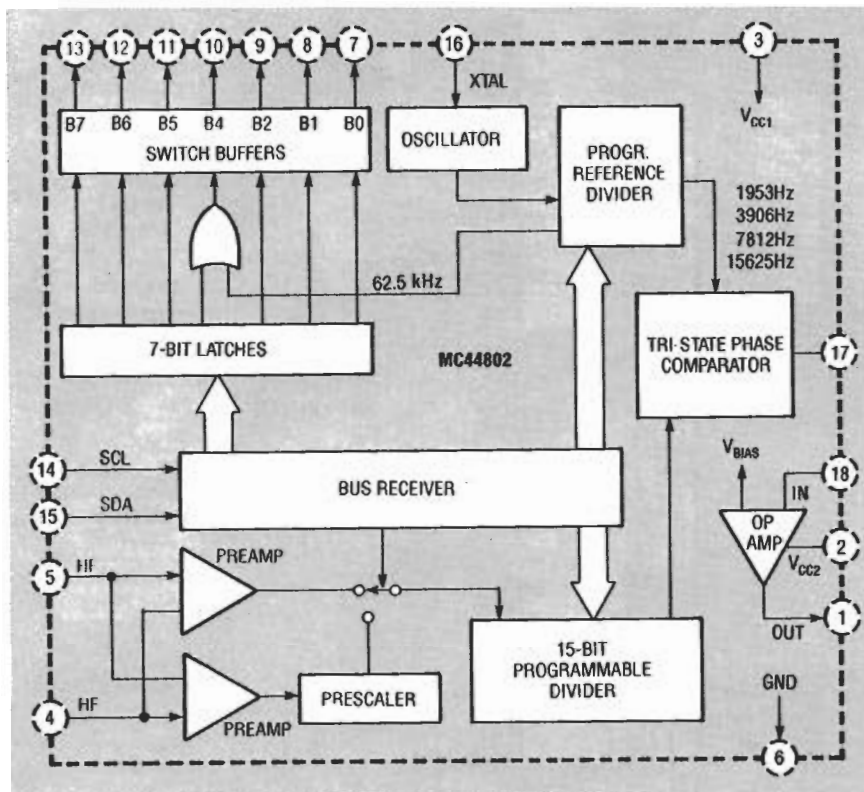 13 12 11 10 9 8 7 16 3
XTAL
V_CC1
B7 B6 B5 B4 B2 B1 B0
SWITCH BUFFERS
OSCILLATOR
PROGR.
REFERENCE
DIVIDER
1953Hz
3906Hz
7812Hz
15625Hz
62.5 kHz
7-BIT LATCHES
MC44802
TRI-STATE PHASE
COMPARATOR
17
14 SCL
15 SDA
BUS RECEIVER
V_BIAS
18
IN
OP
AMP
2
V_CC2
1
OUT
5 HF
PREAMP
4 HF
PREAMP
PRESCALER
15-BIT
PROGRAMMABLE
DIVIDER
GND
6